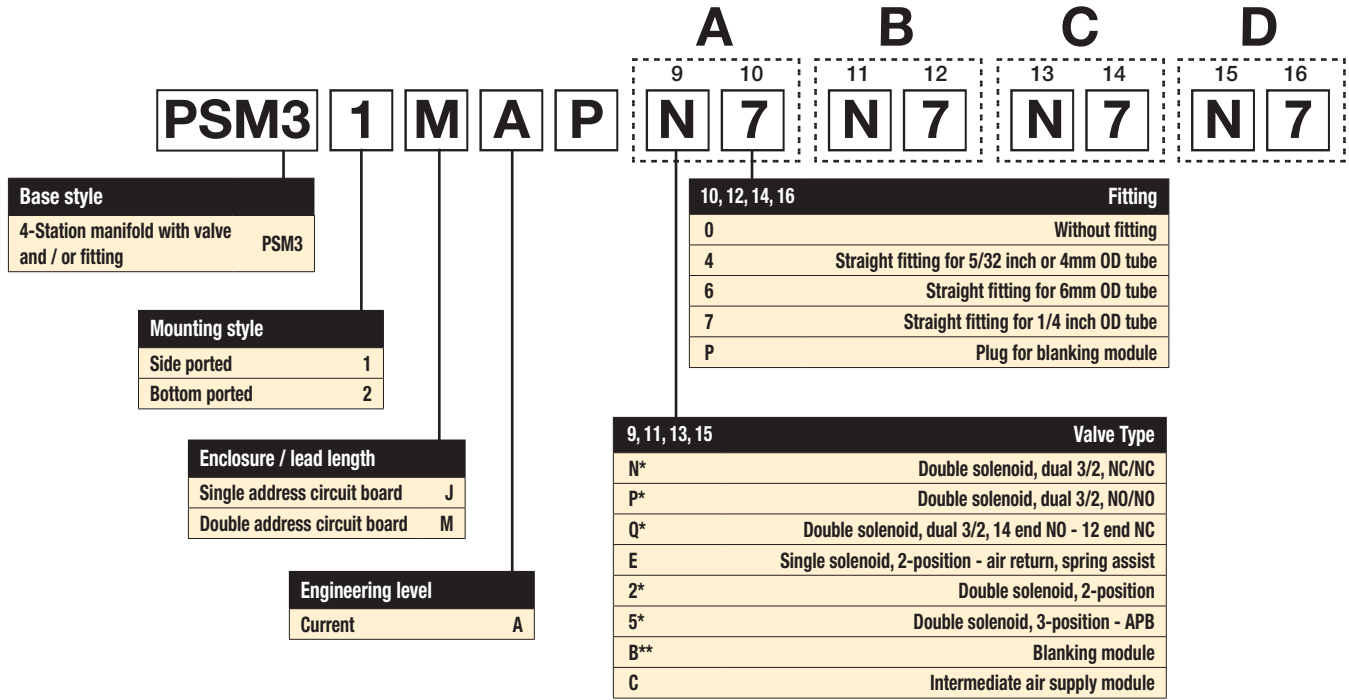 A B C D
9 10 11 12 13 14 15 16
PSM3 1 M A P N 7 N 7 N 7 N 7
Base style
4-Station manifold with valve
and / or fitting PSM3
Mounting style
Side ported 1
Bottom ported 2
Enclosure / lead length
Single address circuit board J
Double address circuit board M
Engineering level
Current A
10, 12, 14, 16 Fitting
0 Without fitting
4 Straight fitting for 5/32 inch or 4mm OD tube
6 Straight fitting for 6mm OD tube
7 Straight fitting for 1/4 inch OD tube
P Plug for blanking module
9, 11, 13, 15 Valve Type
N* Double solenoid, dual 3/2, NC/NC
P* Double solenoid, dual 3/2, NO/NO
Q* Double solenoid, dual 3/2, 14 end NO - 12 end NC
E Single solenoid, 2-position - air return, spring assist
2* Double solenoid, 2-position
5* Double solenoid, 3-position - APB
B** Blanking module
C Intermediate air supply module